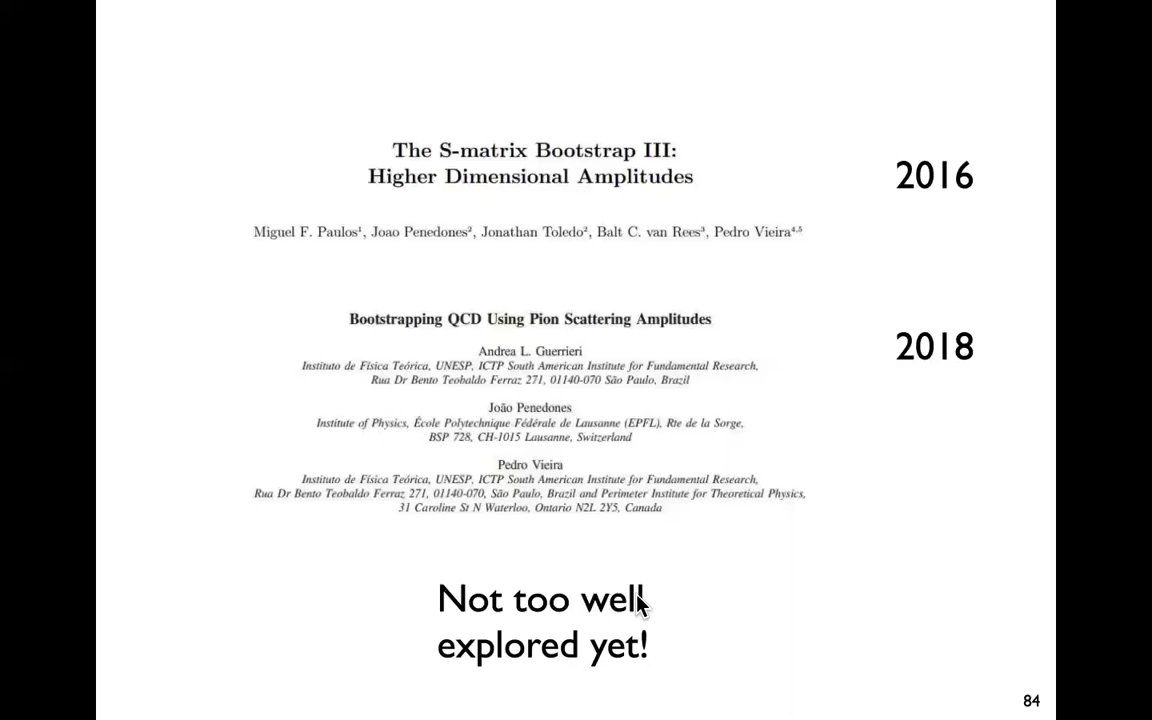 The S-matrix Bootstrap III:
Higher Dimensional Amplitudes
2016
Miguel F. Paulos¹, Joao Penedones², Jonathan Toledo², Balt C. van Rees³, Pedro Vieira⁴,⁵
Bootstrapping QCD Using Pion Scattering Amplitudes
2018
Andrea L. Guerrieri
Instituto de Física Teórica, UNESP, ICTP South American Institute for Fundamental Research,
Rua Dr Bento Teobaldo Ferraz 271, 01140-070 São Paulo, Brazil
João Penedones
Institute of Physics, École Polytechnique Fédérale de Lausanne (EPFL), Rte de la Sorge,
BSP 728, CH-1015 Lausanne, Switzerland
Pedro Vieira
Instituto de Física Teórica, UNESP, ICTP South American Institute for Fundamental Research,
Rua Dr Bento Teobaldo Ferraz 271, 01140-070, São Paulo, Brazil and Perimeter Institute for Theoretical Physics,
31 Caroline St N Waterloo, Ontario N2L 2Y5, Canada
Not too well
explored yet!
84